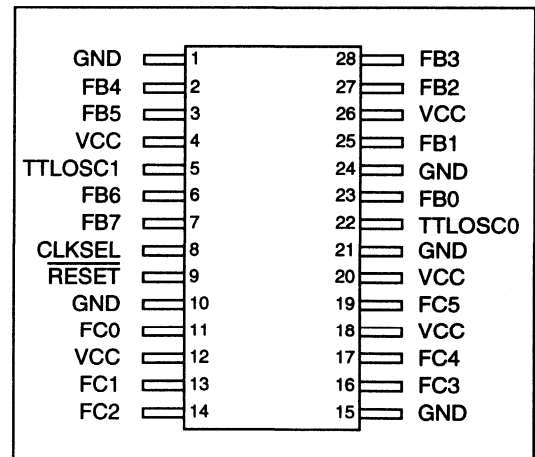 GND 1 28 FB3
FB4 2 27 FB2
FB5 3 26 VCC
VCC 4 25 FB1
TTLOSC1 5 24 GND
FB6 6 23 FB0
FB7 7 22 TTLOSC0
CLKSEL 8 21 GND
RESET 9 20 VCC
GND 10 19 FC5
FC0 11 18 VCC
VCC 12 17 FC4
FC1 13 16 FC3
FC2 14 15 GND